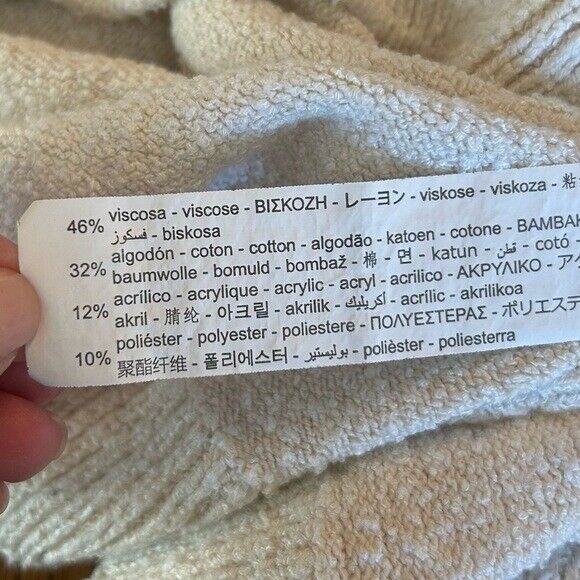 46% viscosa - viscose - ΒΙΣΚΟΖΗ - レーヨン - viskose - viskoza - 粘
فسكوز - biskosa
32% algodón - coton - cotton - algodão - katoen - cotone - ΒΑΜΒΑΚ
baumwolle - bomuld - bombaž - 棉 - 면 - katun - قطن - cotó -
12% acrílico - acrylique - acrylic - acryl - acrilico - ΑΚΡΥΛΙΚΟ - アク
akril - 腈纶 - 아크릴 - akrilik - أكريليك - acrílic - akrilikoa
10% poliéster - polyester - poliestere - ΠΟΛΥΕΣΤΕΡΑΣ - ポリエステ
聚酯纤维 - 폴리에스터 - بوليستير - polièster - poliesterra